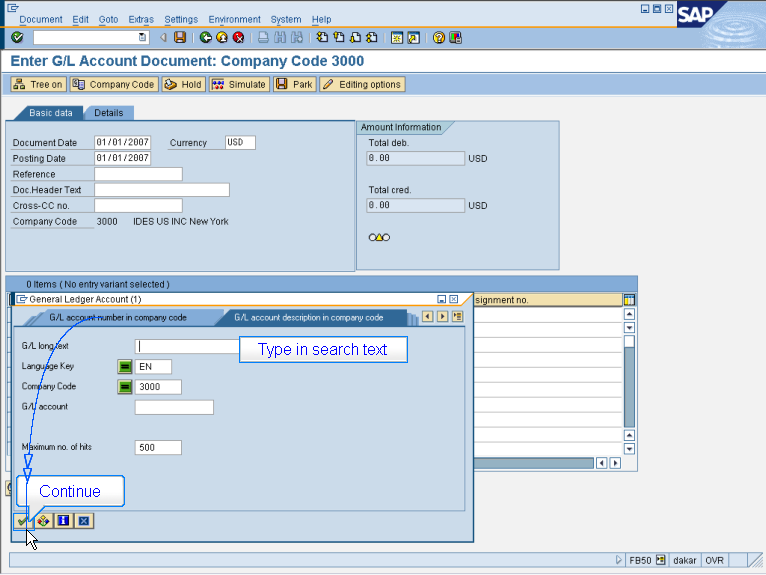 Document Edit Goto Extras Settings Environment System Help
SAP
Enter G/L Account Document: Company Code 3000
Tree on Company Code Hold Simulate Park Editing options
Basic data Details
Amount Information
Document Date 01/01/2007 Currency USD
Total deb.
Posting Date 01/01/2007
0.00 USD
Reference
Doc.Header Text
Total cred.
Cross-CC no.
0.00 USD
Company Code 3000 IDES US INC New York
0 Items ( No entry variant selected )
General Ledger Account (1)
signment no.
G/L account number in company code G/L account description in company code
G/L long text
Type in search text
Language Key EN
Company Code 3000
G/L account
Maximum no. of hits 500
Continue
FB50 dakar OVR